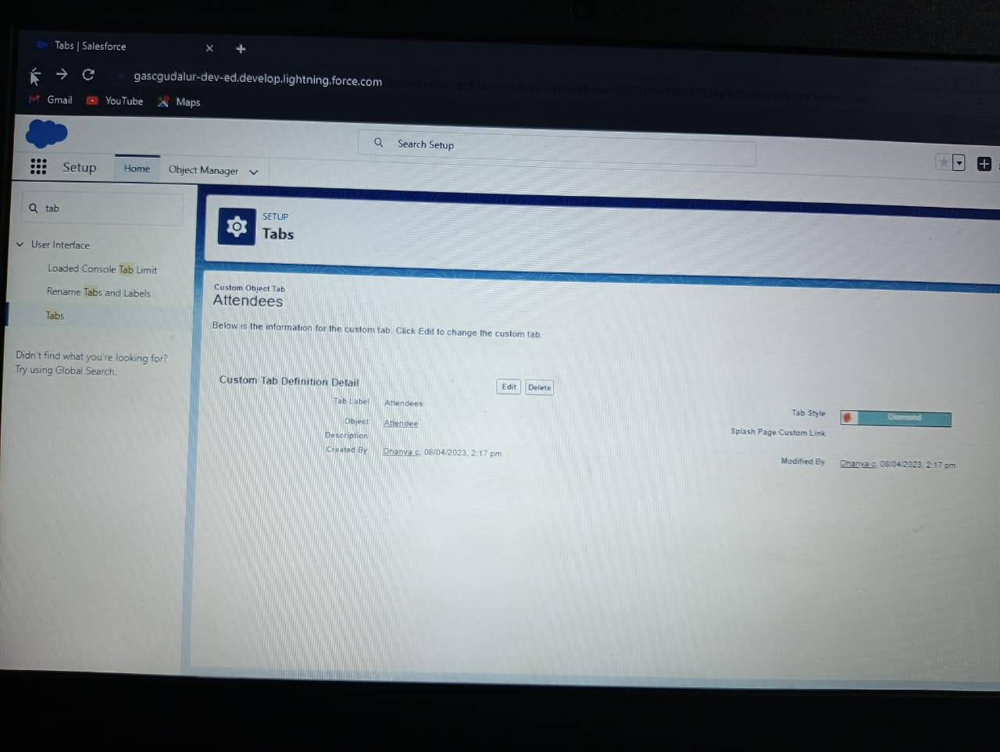 Tabs | Salesforce
gascgudalur-dev-ed.develop.lightning.force.com
Gmail YouTube Maps
Search Setup
Setup Home Object Manager
tab
SETUP
Tabs
User Interface
Loaded Console Tab Limit
Rename Tabs and Labels
Tabs
Didn't find what you're looking for?
Try using Global Search.
Custom Object Tab
Attendees
Below is the information for the custom tab. Click Edit to change the custom tab.
Custom Tab Definition Detail Edit Delete
Tab Label Attendees
Object Attendee
Description
Created By Dhanya c, 08/04/2023, 2:17 pm
Tab Style Diamond
Splash Page Custom Link
Modified By Dhanya c, 08/04/2023, 2:17 pm